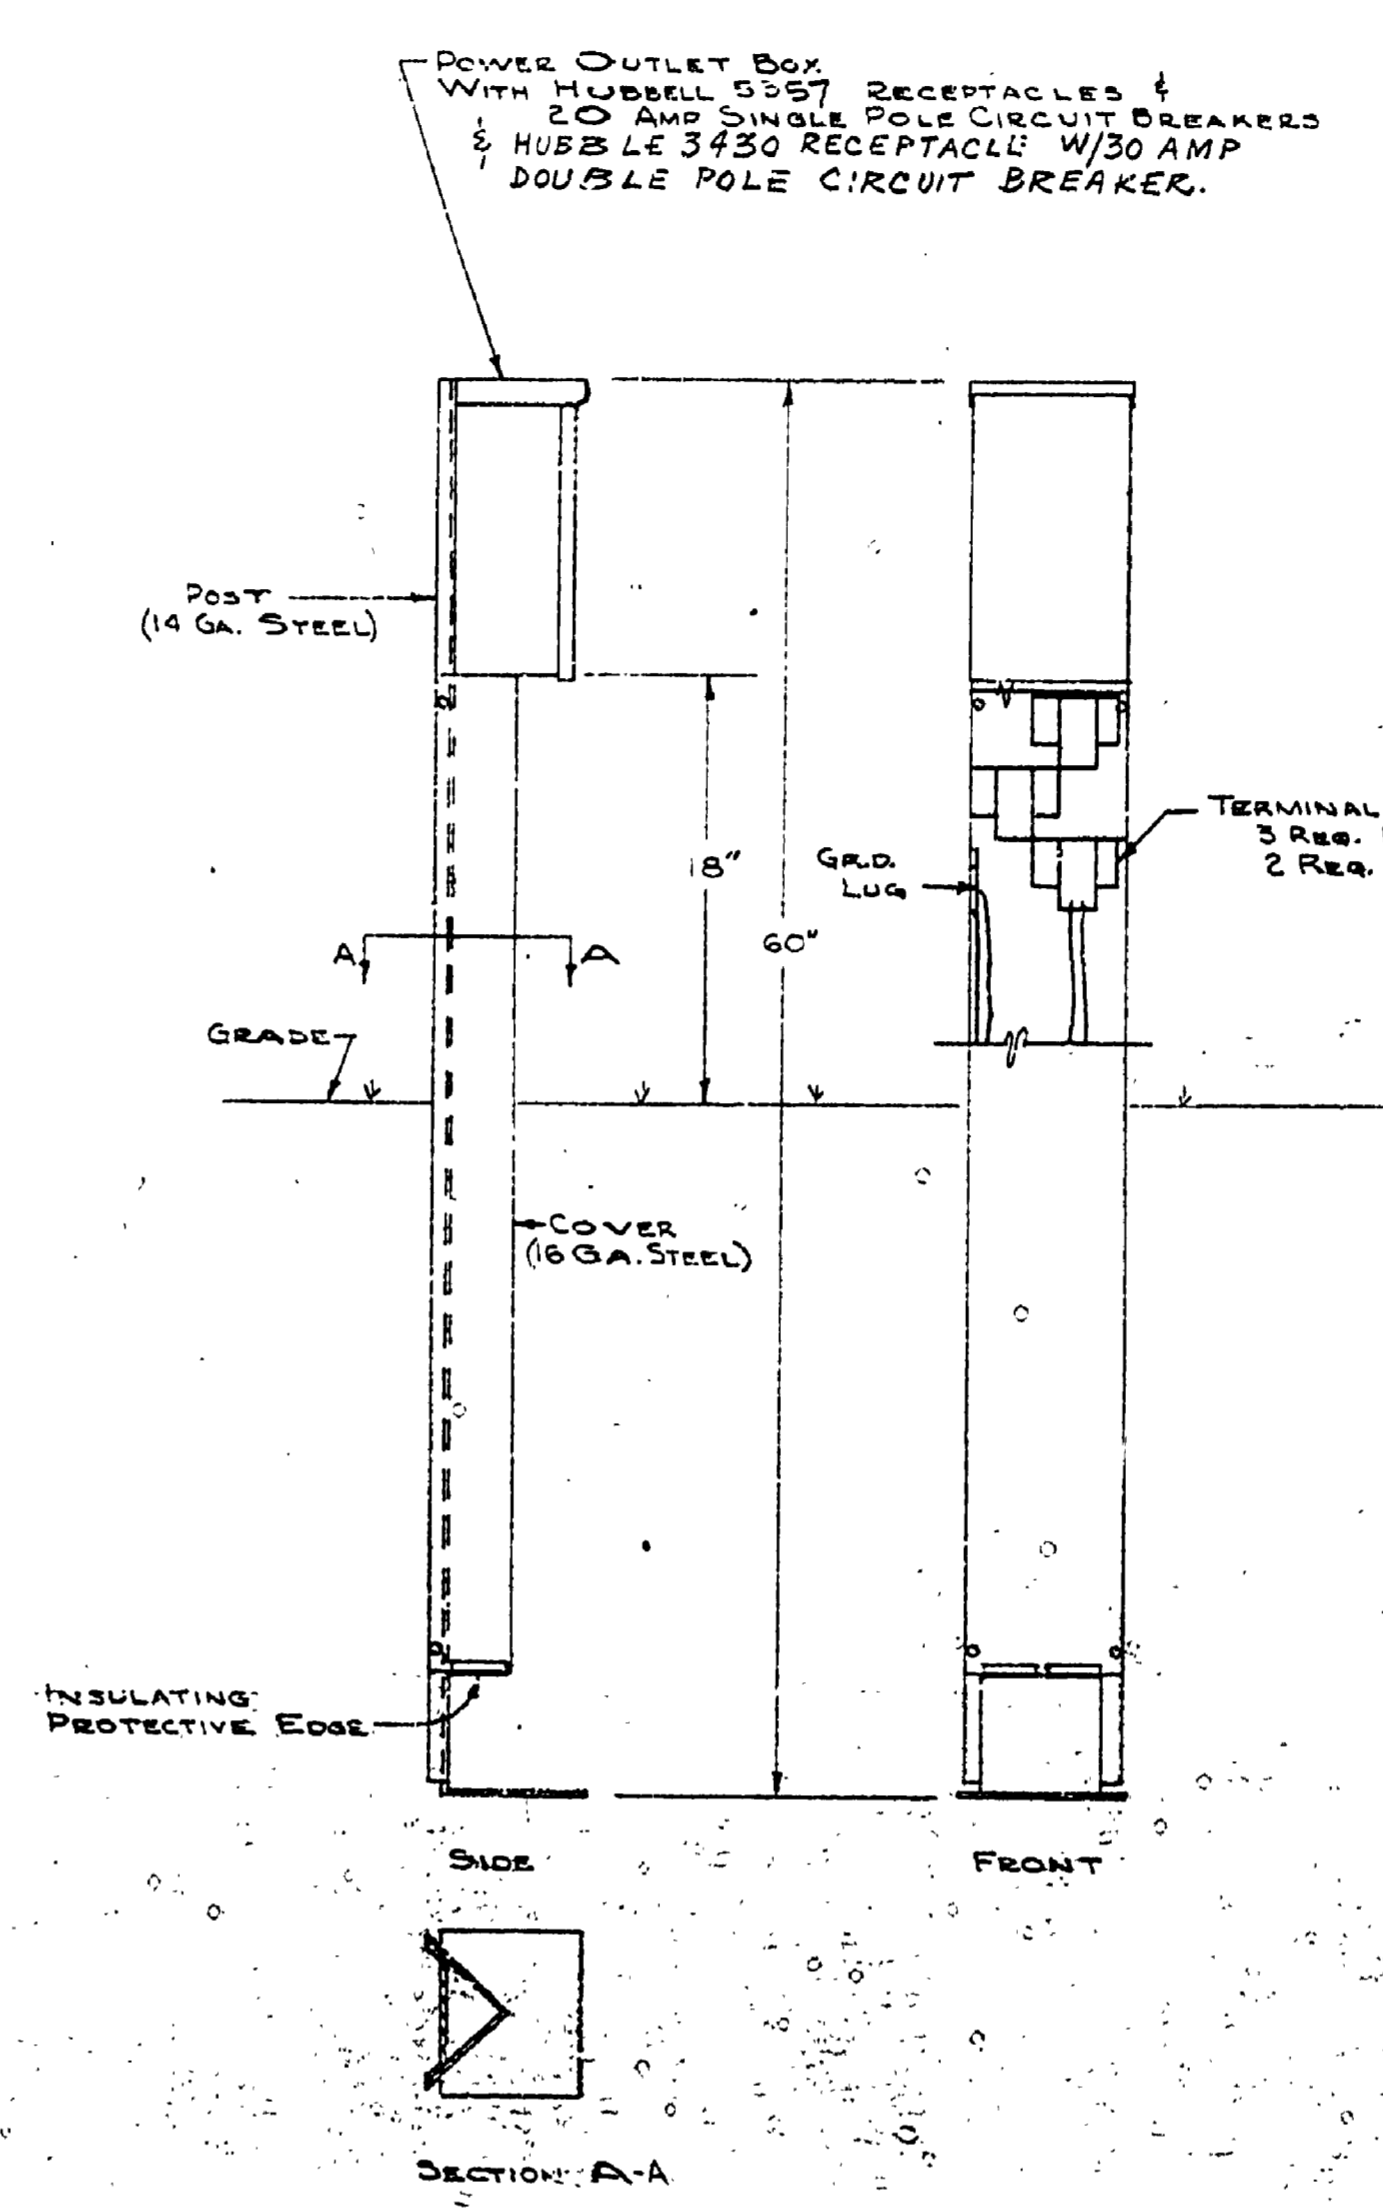 POWER OUTLET BOX
WITH HUBBELL 5357 RECEPTACLES &
20 AMP SINGLE POLE CIRCUIT BREAKERS
& HUBBLE 3430 RECEPTACLE W/30 AMP
DOUBLE POLE CIRCUIT BREAKER.
POST
(14 GA. STEEL)
TERMINAL
3 REQ.
2 REQ.
18"
GRD.
LUG
60"
A
A
GRADE
COVER
(16 GA. STEEL)
INSULATING
PROTECTIVE EDGE
SIDE
FRONT
SECTION A-A